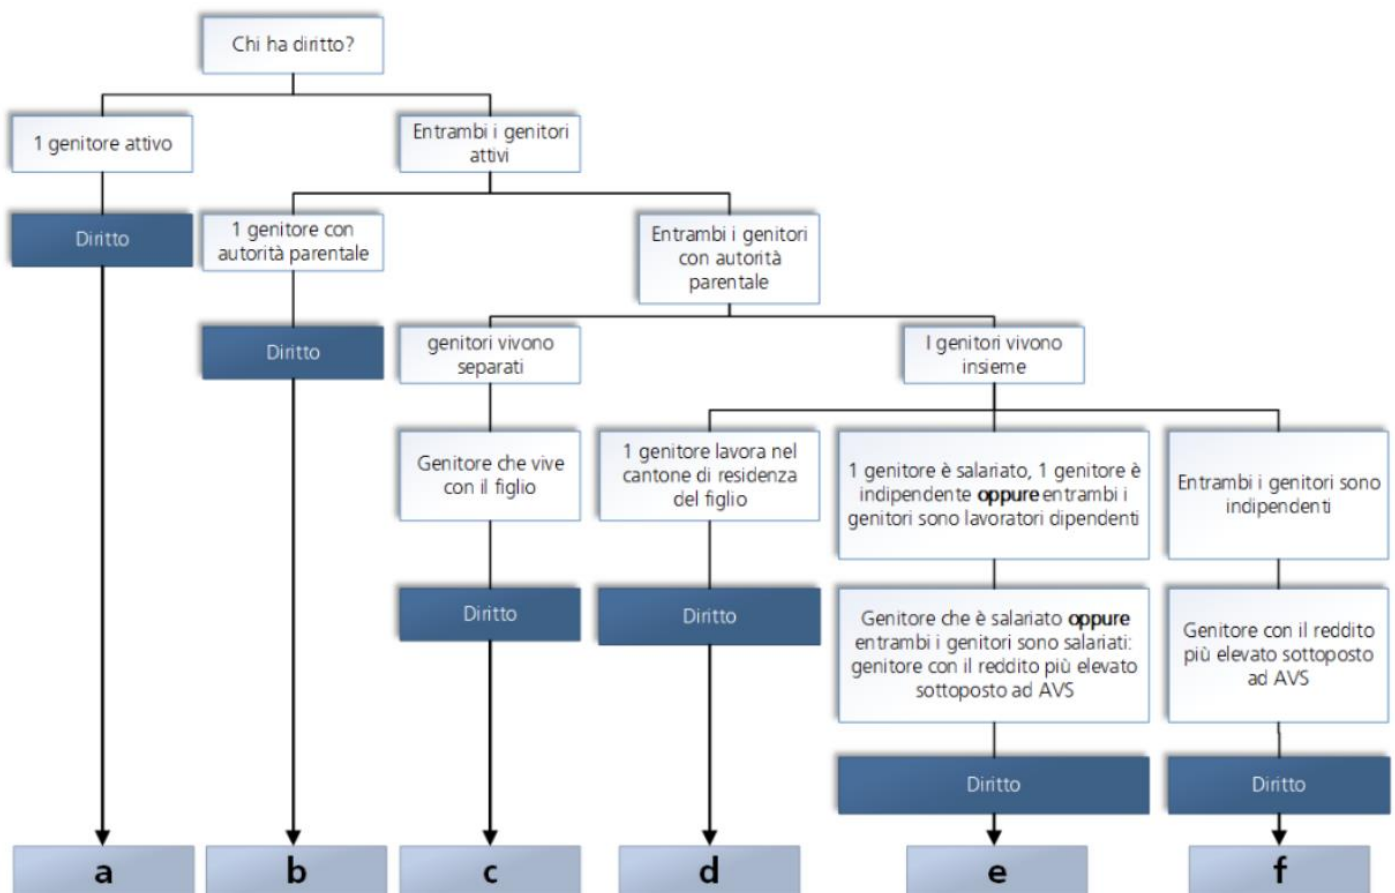 Chi ha diritto?
1 genitore attivo
Entrambi i genitori
attivi
Diritto
1 genitore con
autorità parentale
Entrambi i genitori
con autorità
parentale
Diritto
genitori vivono
separati
I genitori vivono
insieme
Genitore che vive
con il figlio
1 genitore lavora nel
cantone di residenza
del figlio
1 genitore è salariato, 1 genitore è
indipendente oppure entrambi i
genitori sono lavoratori dipendenti
Entrambi i genitori sono
indipendenti
Diritto
Diritto
Genitore che è salariato oppure
entrambi i genitori sono salariati:
genitore con il reddito più elevato
sottoposto ad AVS
Genitore con il reddito
più elevato sottoposto
ad AVS
Diritto
Diritto
a
b
c
d
e
f